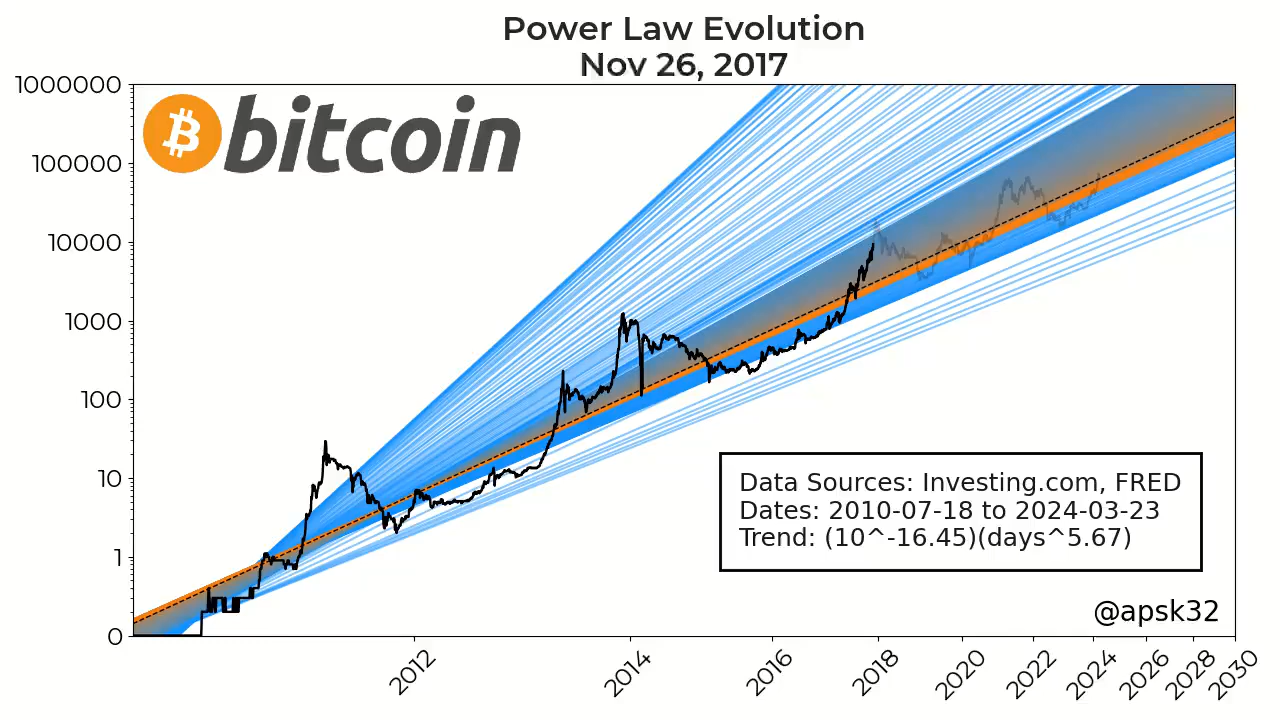 Power Law Evolution
Nov 26, 2017
1000000
bitcoin
100000
10000
1000
100
10
1
0
Data Sources: Investing.com, FRED
Dates: 2010-07-18 to 2024-03-23
Trend: (10^-16.45)(days^5.67)
@apsk32
2012
2014
2016
2018
2020
2022
2024
2026
2028
2030